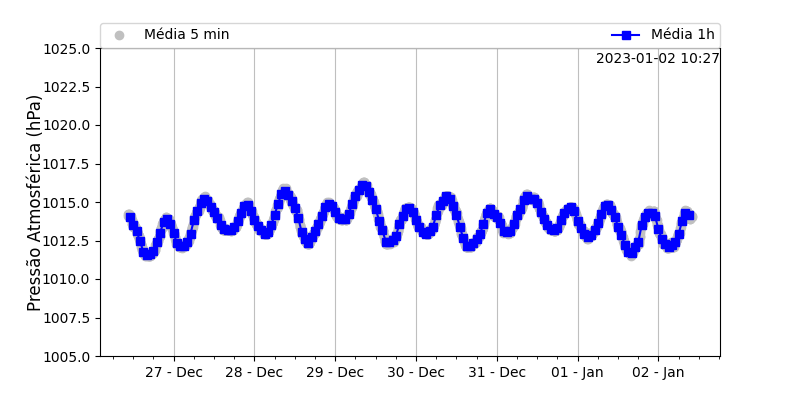 Média 5 min
Média 1h
2023-01-02 10:27
Pressão Atmosférica (hPa)
1025.0
1022.5
1020.0
1017.5
1015.0
1012.5
1010.0
1007.5
1005.0
27 - Dec
28 - Dec
29 - Dec
30 - Dec
31 - Dec
01 - Jan
02 - Jan